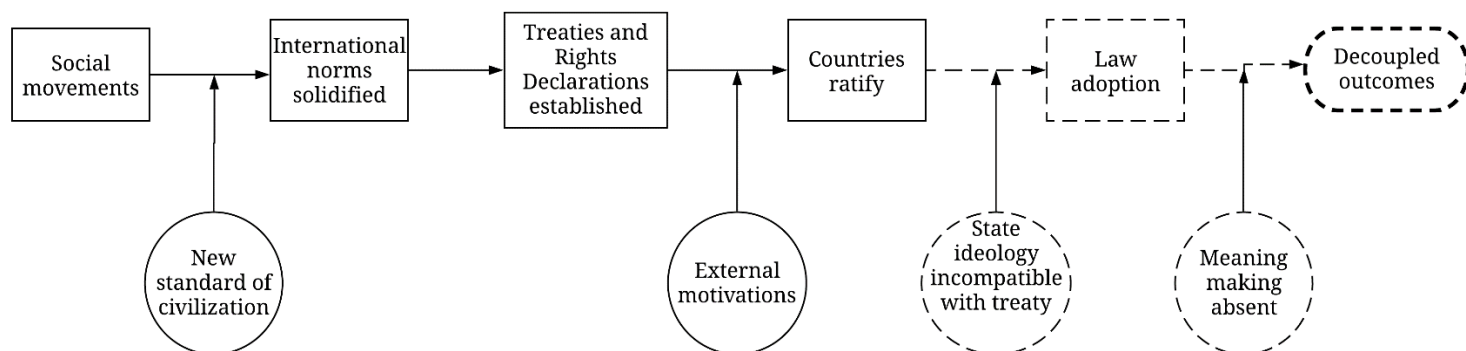 Social
movements
International
norms
solidified
Treaties and
Rights
Declarations
established
Countries
ratify
Law
adoption
Decoupled
outcomes
New
standard of
civilization
External
motivations
State
ideology
incompatible
with treaty
Meaning
making
absent